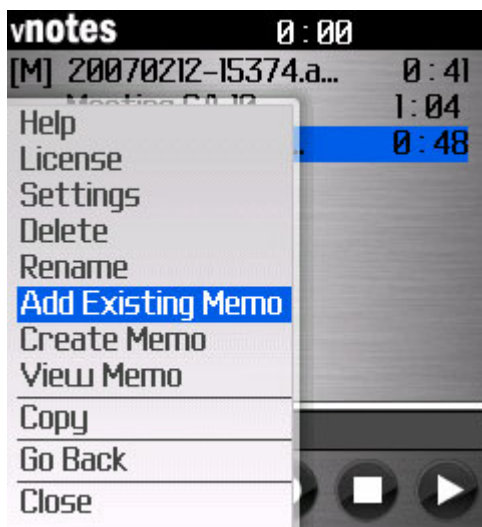 vnotes 0:00
[M] 20070212-15374.a... 0:41
1:04
0:48
Help
License
Settings
Delete
Rename
Add Existing Memo
Create Memo
View Memo
Copy
Go Back
Close